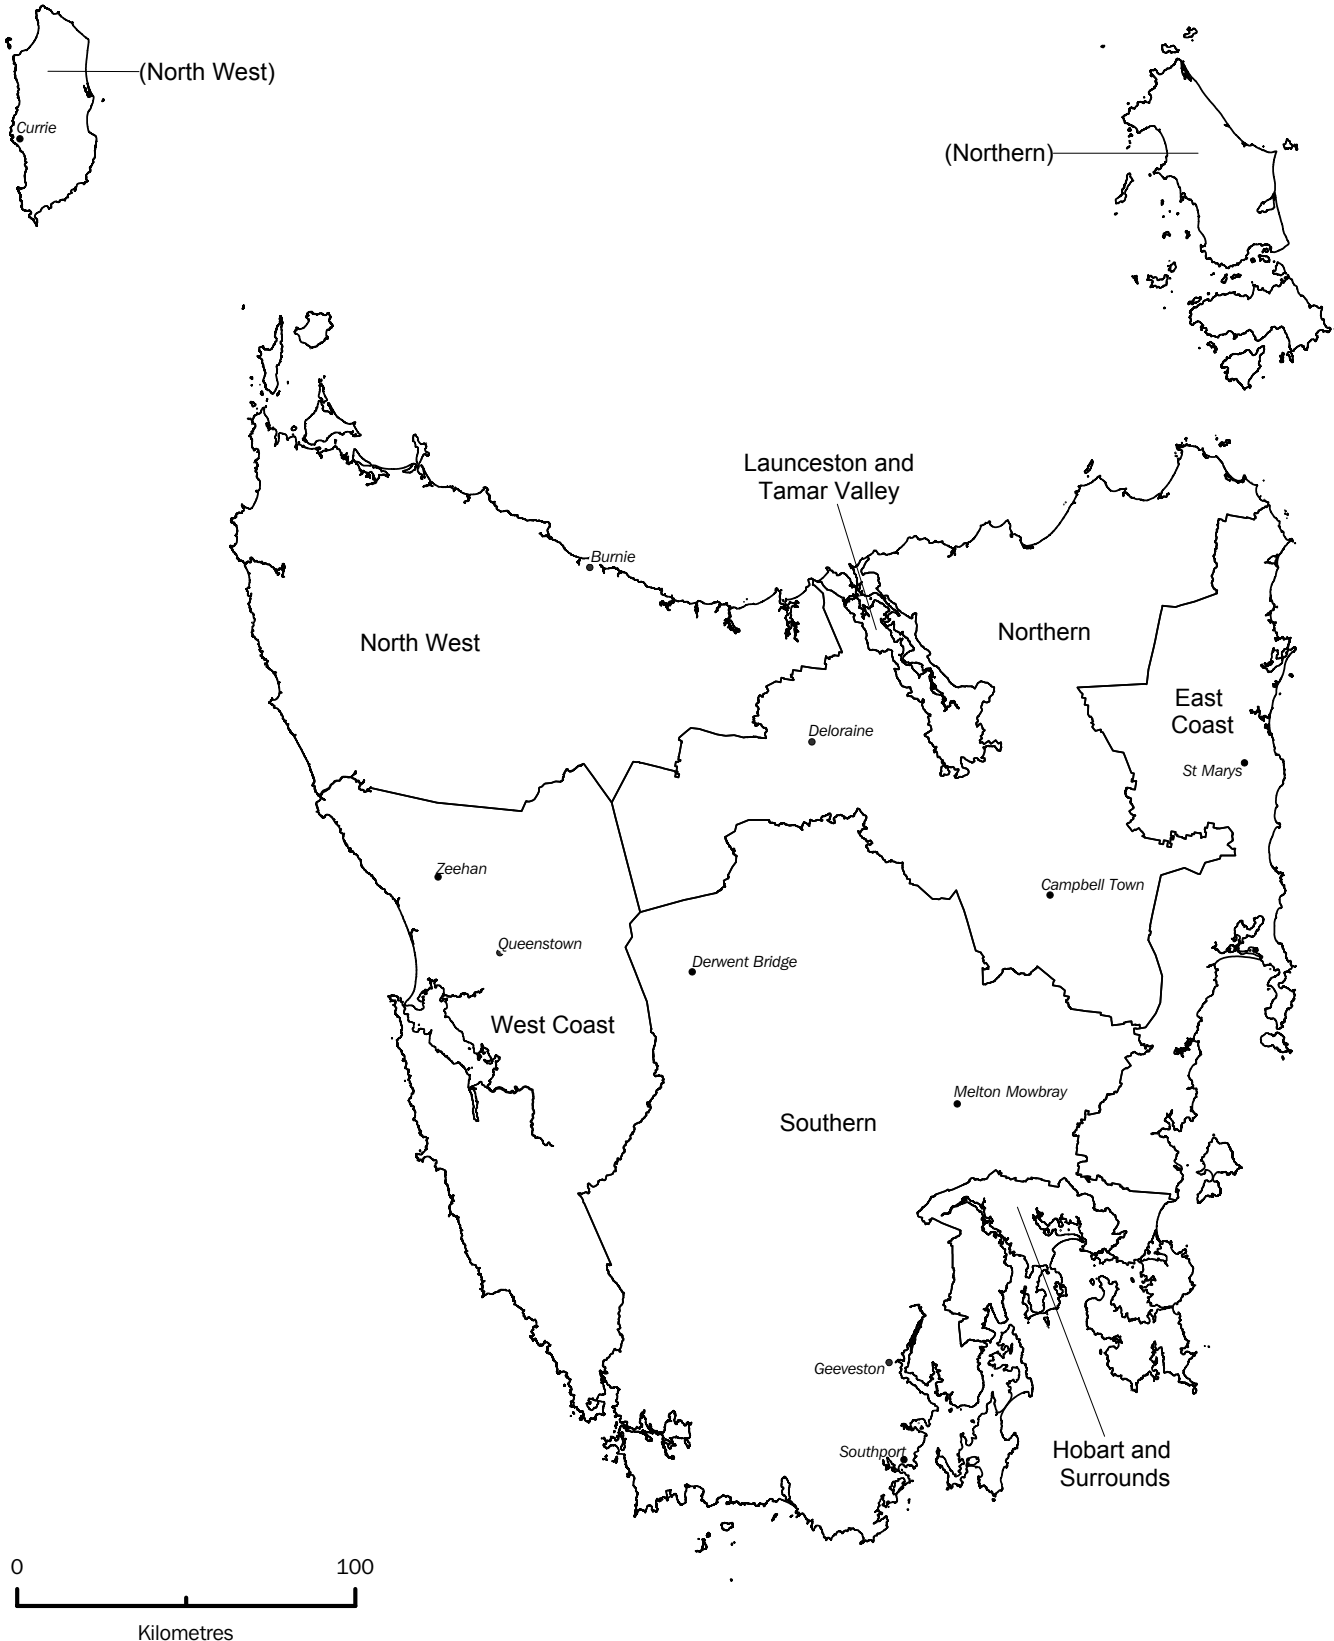 (North West)
Currie
(Northern)
Launceston and
Tamar Valley
Burnie
North West
Northern
East
Coast
Deloraine
St Marys
Zeehan
Campbell Town
Queenstown
Derwent Bridge
West Coast
Melton Mowbray
Southern
Geeveston
Southport
Hobart and
Surrounds
0 100
Kilometres